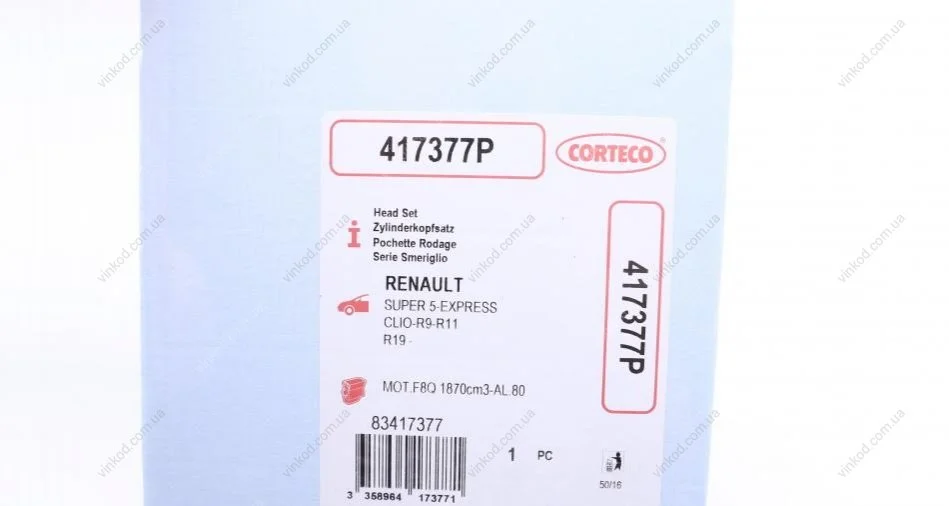 417377P
CORTECO
Head Set
Zylinderkopfsatz
Pochette Rodage
Serie Smeriglio
417377P
RENAULT
SUPER 5-EXPRESS
CLIO-R9-R11
R19 -
MOT.F8Q 1870cm3-AL.80
83417377
1 PC
3 358964 173771
50/16
vinkod.com.ua